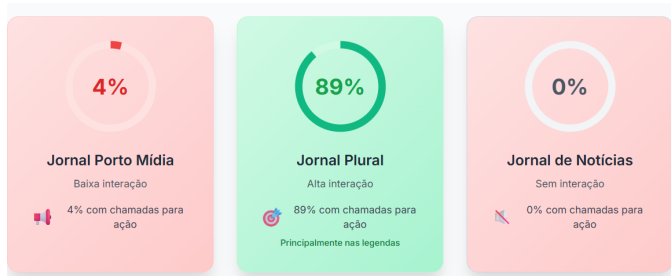 4%
Jornal Porto Mídia
Baixa interação
4% com chamadas para
ação
89%
Jornal Plural
Alta interação
89% com chamadas para
ação
Principalmente nas legendas
0%
Jornal de Notícias
Sem interação
0% com chamadas para
ação